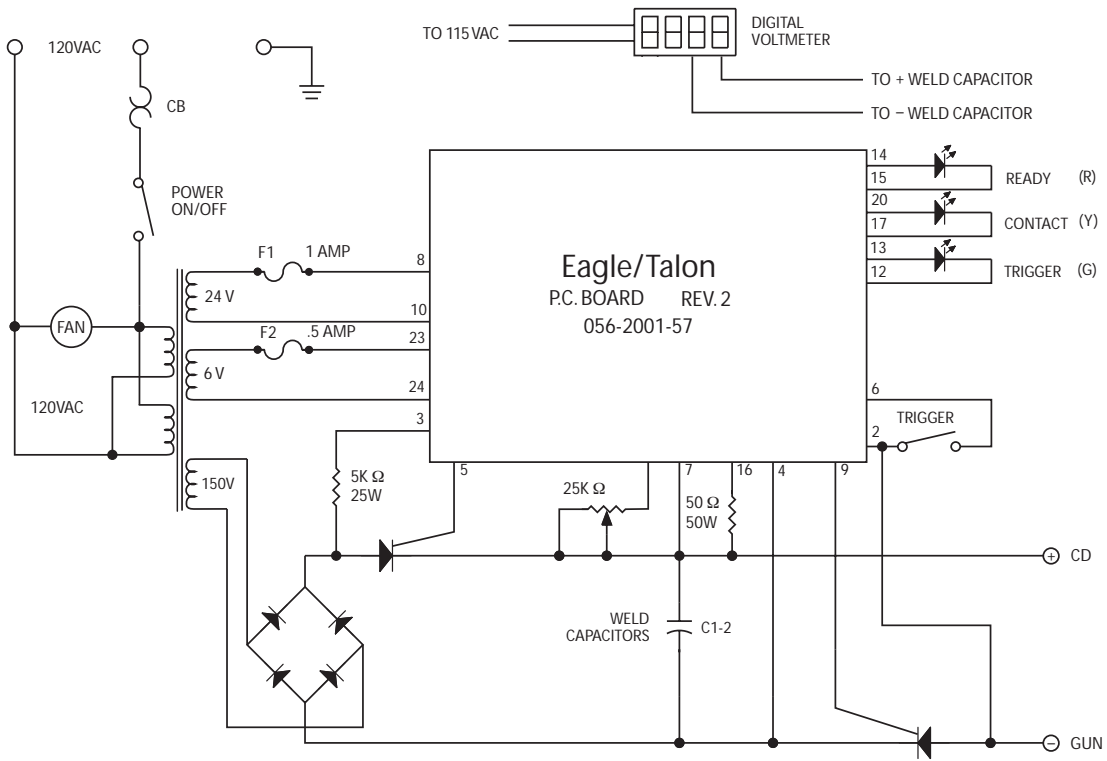 120VAC
CB
POWER
ON/OFF
TO 115 VAC
DIGITAL
VOLTMETER
TO + WELD CAPACITOR
TO – WELD CAPACITOR
14
15
READY (R)
20
17
CONTACT (Y)
13
12
TRIGGER (G)
F1 1 AMP
8
24 V
10
F2 .5 AMP
23
6 V
24
3
FAN
120VAC
150V
Eagle/Talon
P.C. BOARD REV. 2
056-2001-57
6
TRIGGER
2
5
7
16
4
9
5K Ω
25W
25K Ω
50 Ω
50W
+ CD
WELD
CAPACITORS
C1-2
– GUN